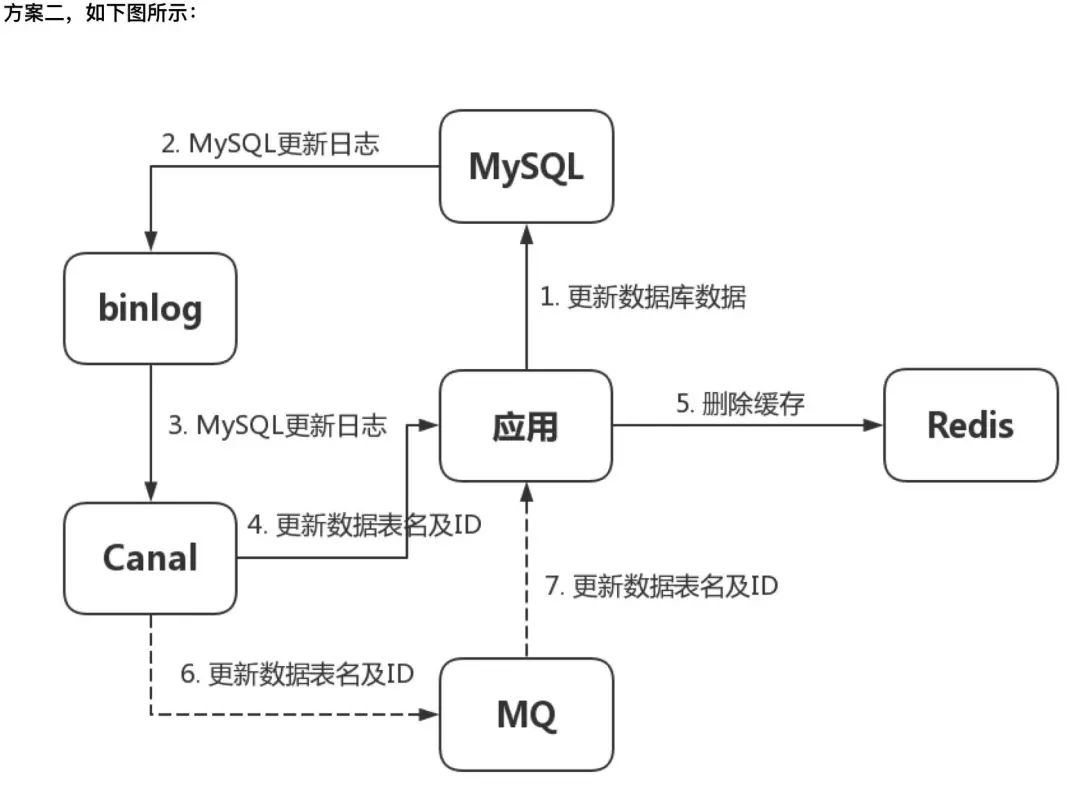 方案二，如下图所示：
2. MySQL更新日志
MySQL
binlog
1. 更新数据库数据
3. MySQL更新日志
应用
5. 删除缓存
Redis
4. 更新数据表名及ID
Canal
7. 更新数据表名及ID
6. 更新数据表名及ID
MQ